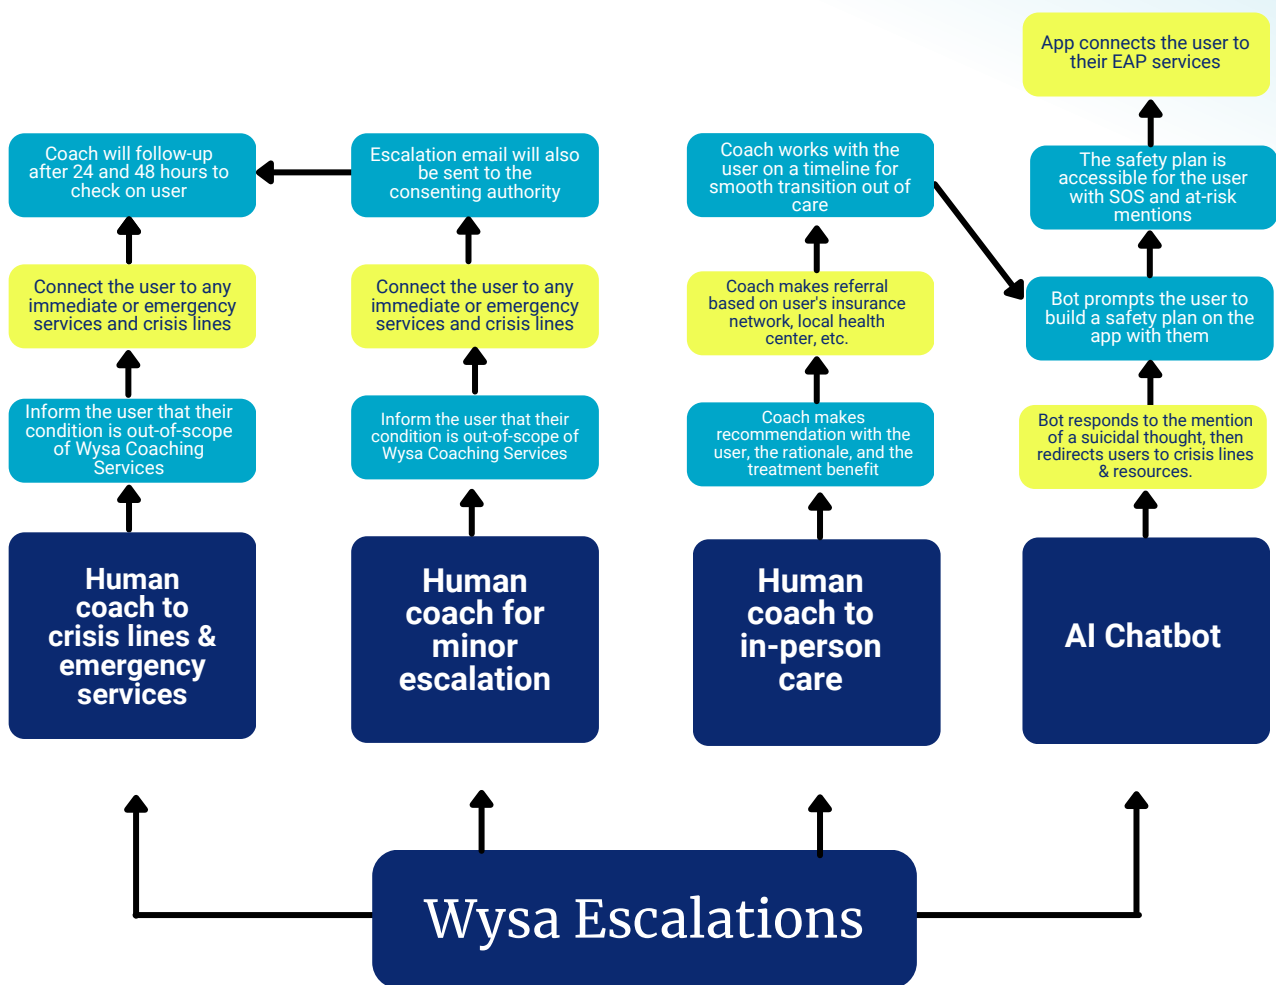 App connects the user to
their EAP services
Coach will follow-up
after 24 and 48 hours to
check on user
Escalation email will also
be sent to the
consenting authority
Coach works with the
user on a timeline for
smooth transition out of
care
The safety plan is
accessible for the user
with SOS and at-risk
mentions
Connect the user to any
immediate or emergency
services and crisis lines
Connect the user to any
immediate or emergency
services and crisis lines
Coach makes referral
based on user's insurance
network, local health
center, etc.
Bot prompts the user to
build a safety plan on the
app with them
Inform the user that their
condition is out-of-scope
of Wysa Coaching
Services
Inform the user that their
condition is out-of-scope of
Wysa Coaching Services
Coach makes
recommendation with the
user, the rationale, and the
treatment benefit
Bot responds to the mention
of a suicidal thought, then
redirects users to crisis lines
& resources.
Human
coach to
crisis lines &
emergency
services
Human
coach for
minor
escalation
Human
coach to
in-person
care
AI Chatbot
Wysa Escalations